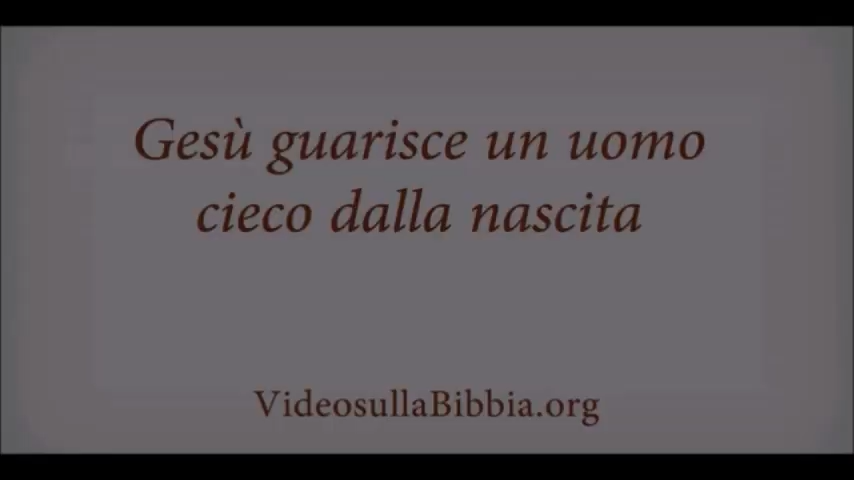 Gesù guarisce un uomo
cieco dalla nascita
VideosullaBibbia.org